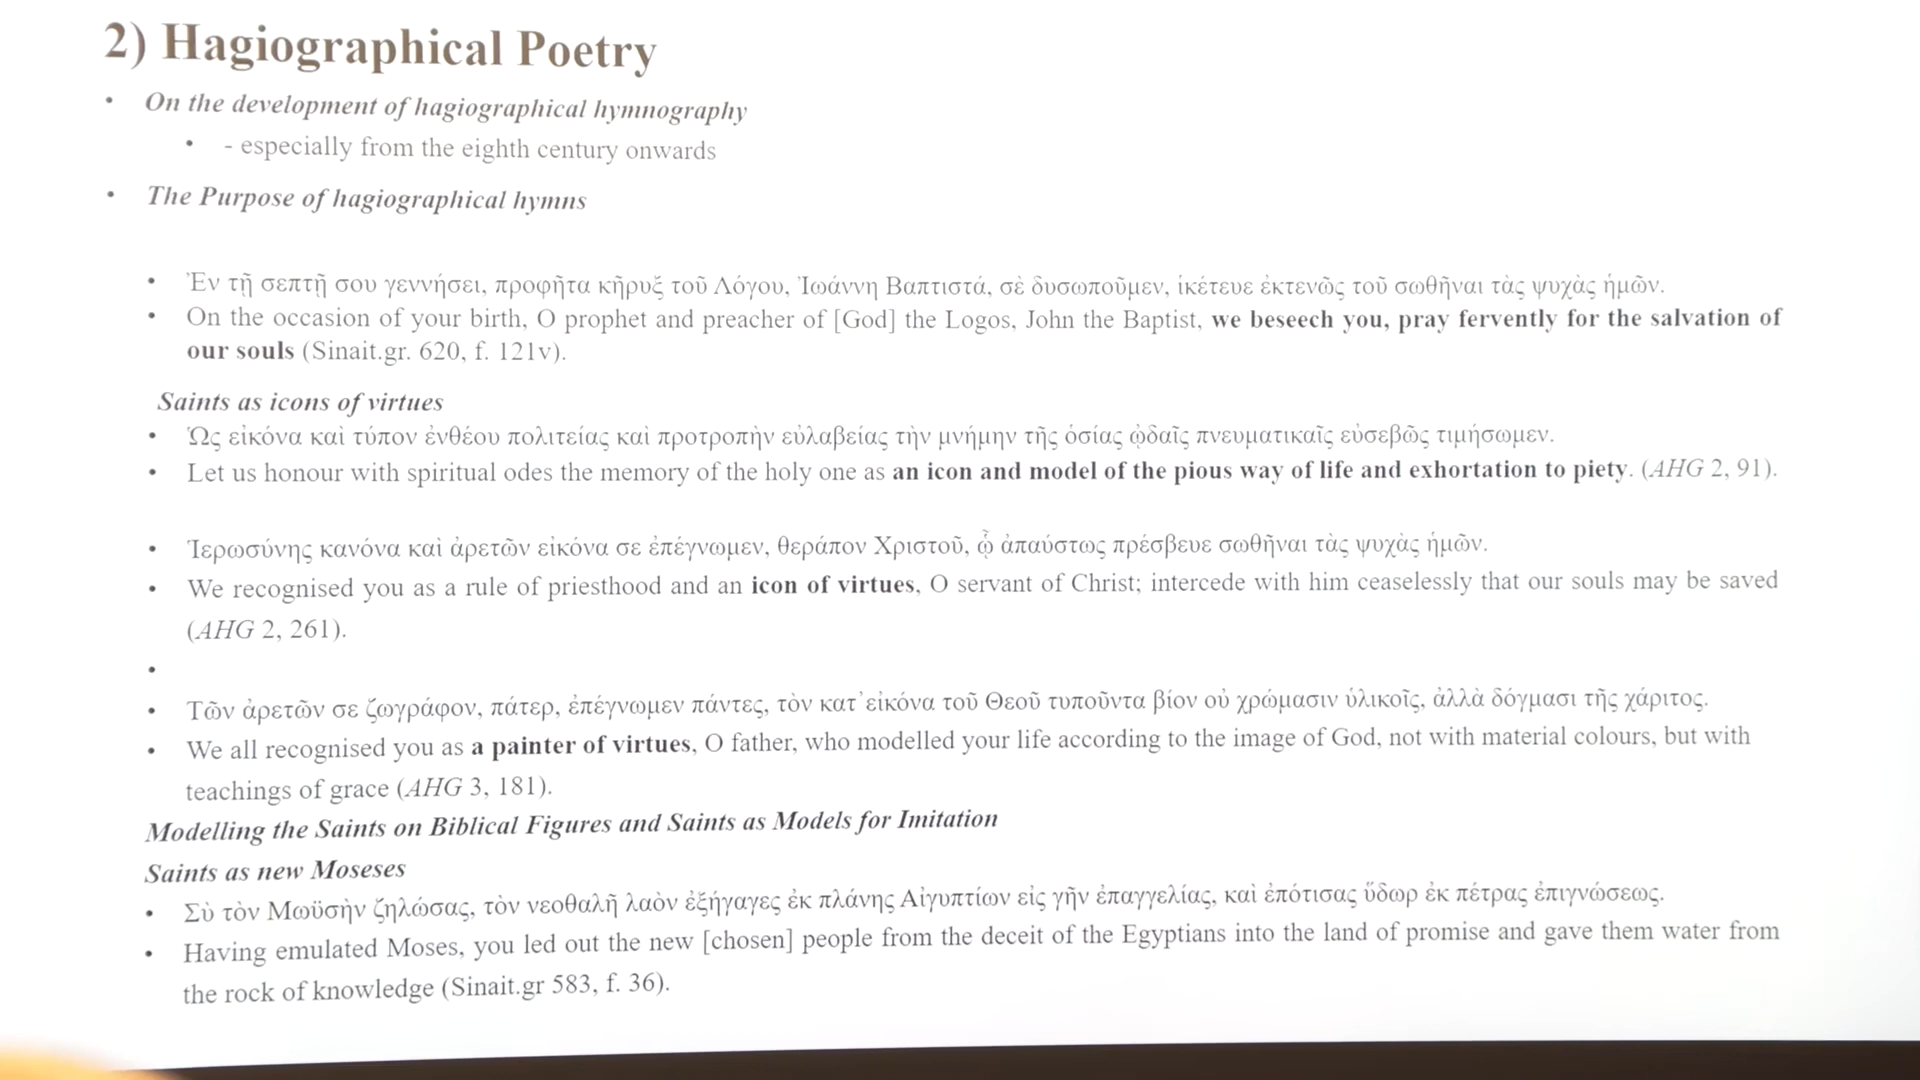 2) Hagiographical Poetry
• On the development of hagiographical hymnography
• - especially from the eighth century onwards
• The Purpose of hagiographical hymns
• Ἐν τῇ σεπτῇ σου γεννήσει, προφῆτα κῆρυξ τοῦ Λόγου, Ἰωάννη Βαπτιστά, σὲ δυσωποῦμεν, ἱκέτευε ἐκτενῶς τοῦ σωθῆναι τὰς ψυχὰς ἡμῶν.
• On the occasion of your birth, O prophet and preacher of [God] the Logos, John the Baptist, we beseech you, pray fervently for the salvation of
our souls (Sinait.gr. 620, f. 121v).
Saints as icons of virtues
• Ὡς εἰκόνα καὶ τύπον ἐνθέου πολιτείας καὶ προτροπὴν εὐλαβείας τὴν μνήμην τῆς ὁσίας ᾠδαῖς πνευματικαῖς εὐσεβῶς τιμήσωμεν.
• Let us honour with spiritual odes the memory of the holy one as an icon and model of the pious way of life and exhortation to piety. (AHG 2, 91).
• Ἱερωσύνης κανόνα καὶ ἀρετῶν εἰκόνα σε ἐπέγνωμεν, θεράπον Χριστοῦ, ᾧ ἀπαύστως πρέσβευε σωθῆναι τὰς ψυχὰς ἡμῶν.
• We recognised you as a rule of priesthood and an icon of virtues, O servant of Christ; intercede with him ceaselessly that our souls may be saved
(AHG 2, 261).
•
• Τῶν ἀρετῶν σε ζωγράφον, πάτερ, ἐπέγνωμεν πάντες, τὸν κατ᾽εἰκόνα τοῦ Θεοῦ τυποῦντα βίον οὐ χρώμασιν ὑλικοῖς, ἀλλὰ δόγμασι τῆς χάριτος.
• We all recognised you as a painter of virtues, O father, who modelled your life according to the image of God, not with material colours, but with
teachings of grace (AHG 3, 181).
Modelling the Saints on Biblical Figures and Saints as Models for Imitation
Saints as new Moseses
• Σὺ τὸν Μωϋσὴν ζηλώσας, τὸν νεοθαλῆ λαὸν ἐξήγαγες ἐκ πλάνης Αἰγυπτίων εἰς γῆν ἐπαγγελίας, καὶ ἐπότισας ὕδωρ ἐκ πέτρας ἐπιγνώσεως.
• Having emulated Moses, you led out the new [chosen] people from the deceit of the Egyptians into the land of promise and gave them water from
the rock of knowledge (Sinait.gr 583, f. 36).